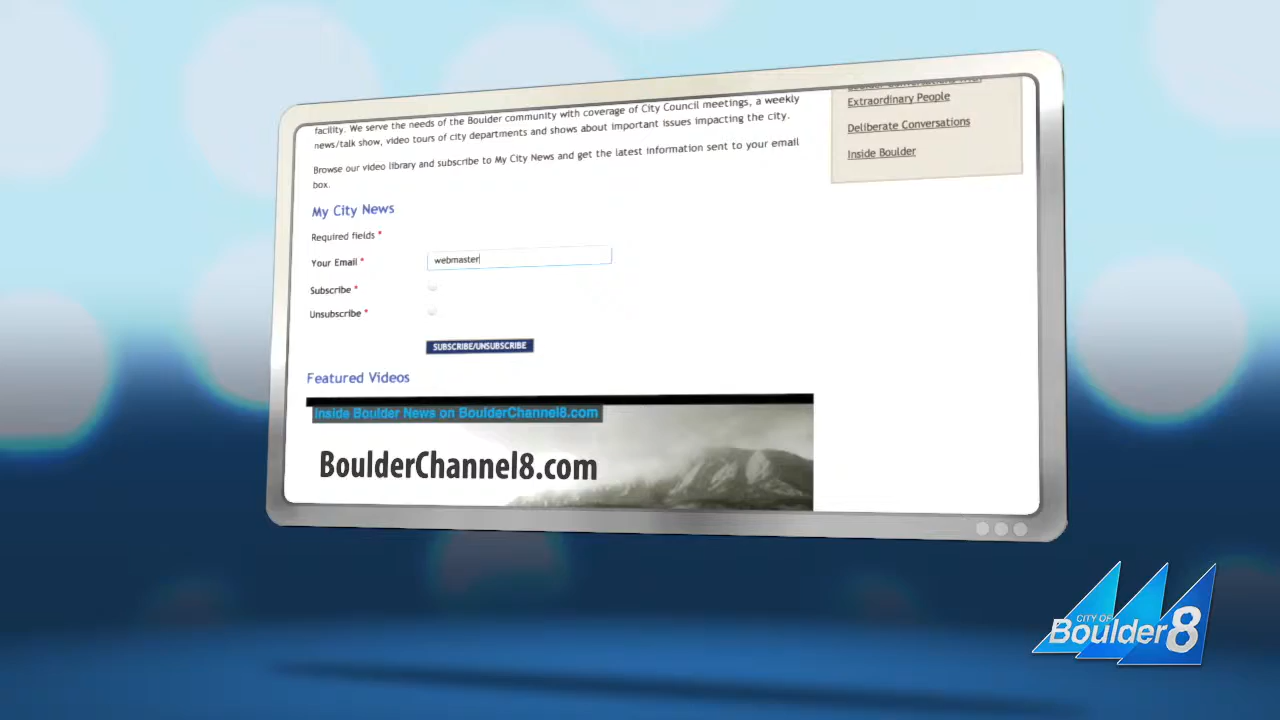 Extraordinary People
Deliberate Conversations
Inside Boulder
facility. We serve the needs of the Boulder community with coverage of City Council meetings, a weekly
news/talk show, video tours of city departments and shows about important issues impacting the city.
Browse our video library and subscribe to My City News and get the latest information sent to your email
box.
My City News
Required fields *
Your Email * webmaster
Subscribe *
Unsubscribe *
SUBSCRIBE/UNSUBSCRIBE
Featured Videos
Inside Boulder News on BoulderChannel8.com
BoulderChannel8.com
CITY OF
Boulder 8